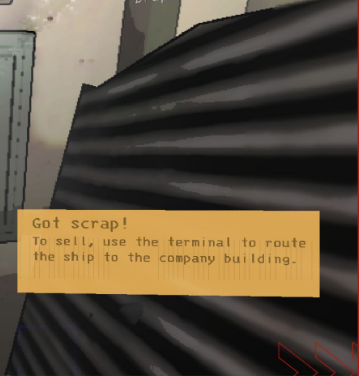 Got scrap!
To sell, use the terminal to route
the ship to the company building.